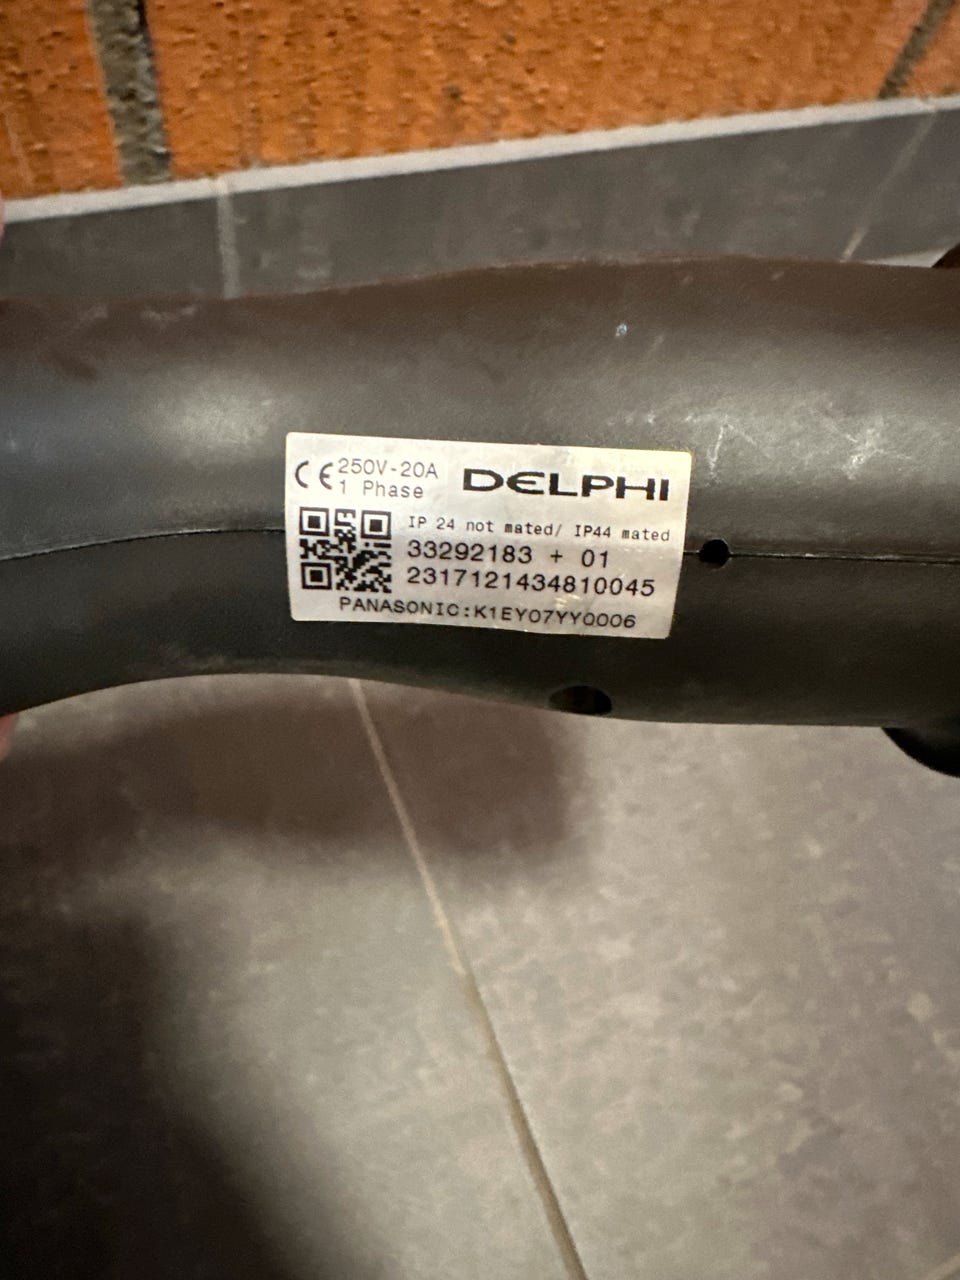 CE 250V-20A
1 Phase
DELPHI
IP 24 not mated/ IP44 mated
33292183 + 01
2317121434810045
PANASONIC:K1EY07YY0006